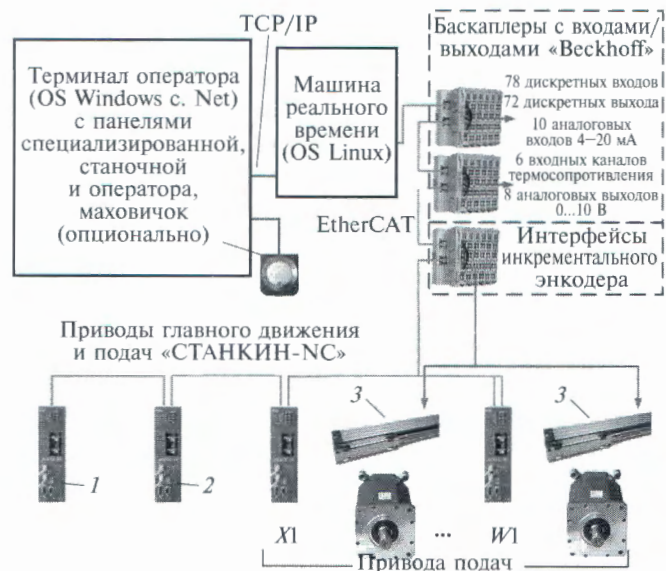 TCP/IP
Баскаплеры с входами/
выходами «Beckhoff»
Терминал оператора
(OS Windows c. Net)
с панелями
специализированной,
станочной
и оператора,
маховичок
(опционально)
Машина
реального
времени
(OS Linux)
78 дискретных входов
72 дискретных выхода
10 аналоговых
входов 4–20 мА
6 входных каналов
термосопротивления
8 аналоговых выходов
0...10 В
EtherCAT
Интерфейсы
инкрементального
энкодера
Приводы главного движения
и подач «СТАНКИН-NC»
3
3
1
2
X1
...
W1
Привода подач